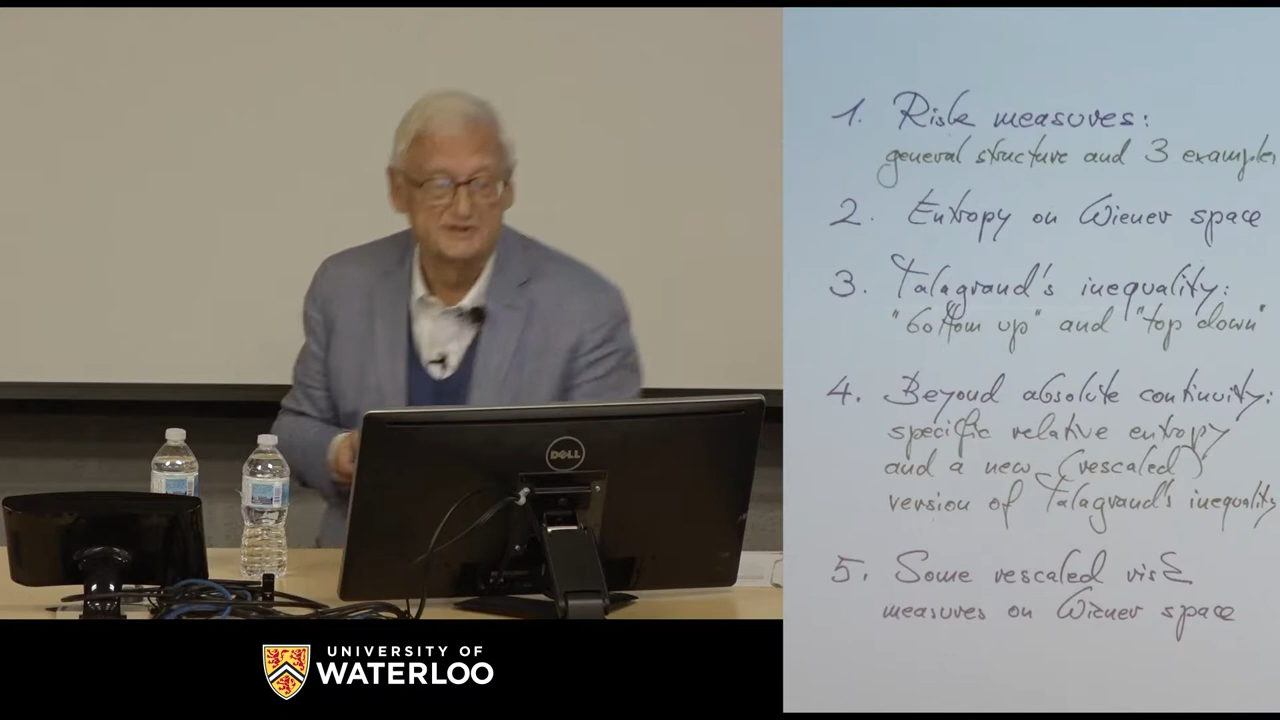 1. Risk measures:
general structure and 3 example
2. Entropy on Wiener space
3. Talagrand's inequality:
"bottom up" and "top down"
4. Beyond absolute continuity:
specific relative entropy
and a new (rescaled)
version of Talagrand's inequality
5. Some rescaled risk
measures on Wiener space
DELL
UNIVERSITY OF
WATERLOO